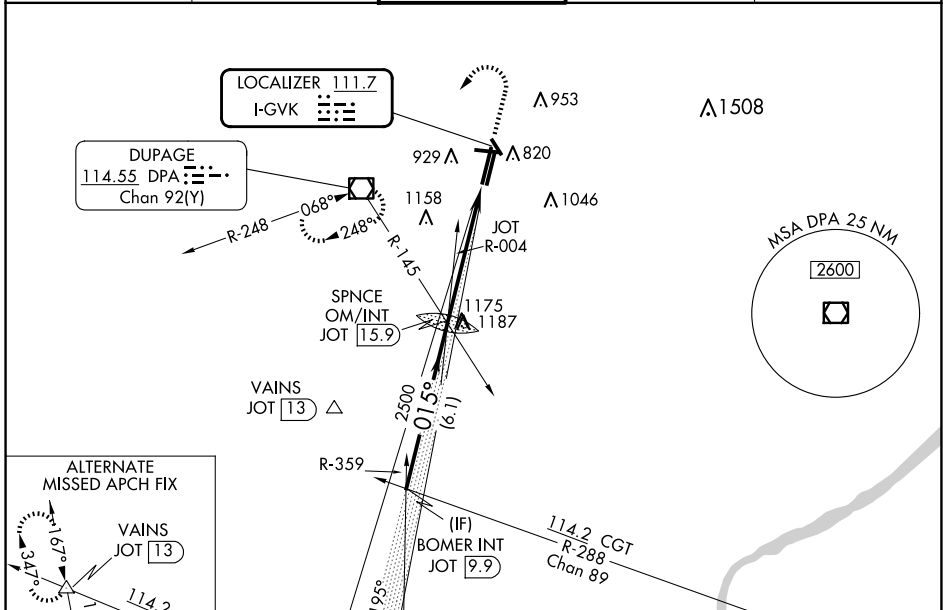 LOCALIZER 111.7
I-GVK
953
1508
DUPAGE
114.55 DPA
Chan 92(Y)
929
820
1158
1046
068°
R-248
248°
R-145
JOT
R-004
MSA DPA 25 NM
2600
SPNCE
OM/INT
JOT 15.9
1175
1187
VAINS
JOT 13
2500
015°
(6.1)
R-359
(IF)
BOMER INT
JOT 9.9
114.2 CGT
R-288
Chan 89
195°
ALTERNATE
MISSED APCH FIX
VAINS
JOT 13
167°
347°
114.2